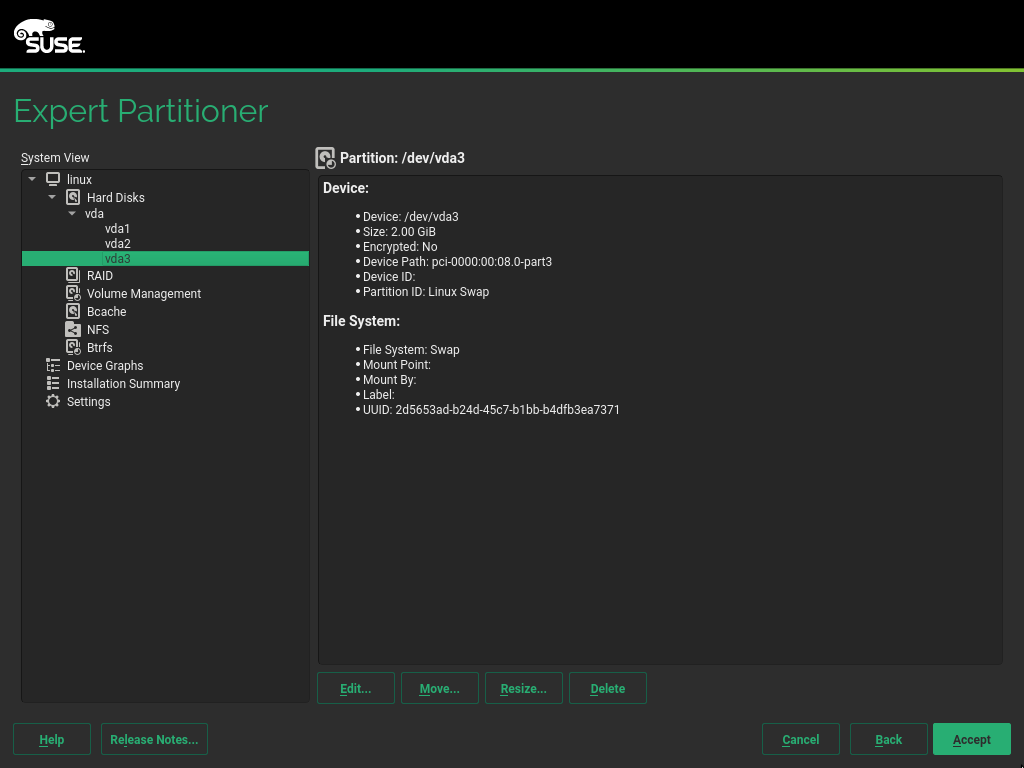 SUSE.
Expert Partitioner
System View
linux
Hard Disks
vda
vda1
vda2
vda3
RAID
Volume Management
Bcache
NFS
Btrfs
Device Graphs
Installation Summary
Settings
Partition: /dev/vda3
Device:
• Device: /dev/vda3
• Size: 2.00 GiB
• Encrypted: No
• Device Path: pci-0000:00:08.0-part3
• Device ID:
• Partition ID: Linux Swap
File System:
• File System: Swap
• Mount Point:
• Mount By:
• Label:
• UUID: 2d5653ad-b24d-45c7-b1bb-b4dfb3ea7371
Edit... Move... Resize... Delete
Help Release Notes... Cancel Back Accept